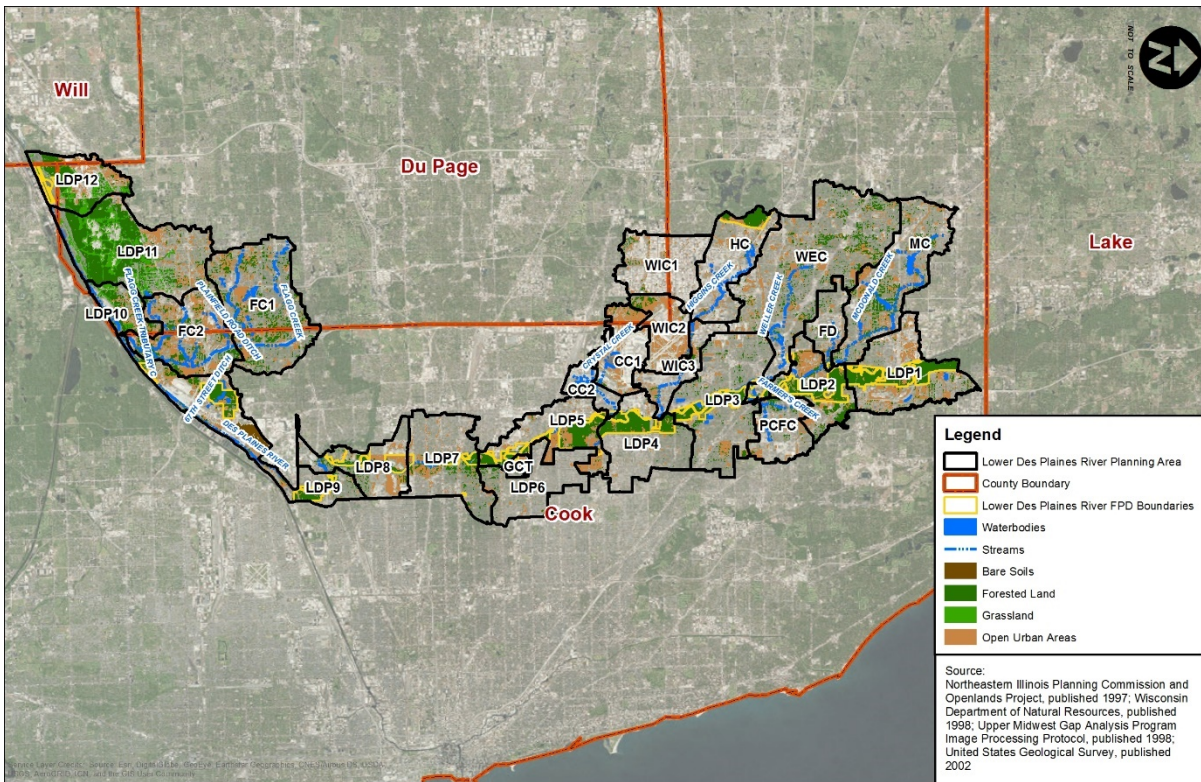 NOT TO SCALE
N
Will
Du Page
Lake
Cook
LDP12
LDP11
LDP10
FLAGG CREEK TRIBUTARY C
FC2
PLAINFIELD ROAD DITCH
FC1
FLAGG CREEK
67TH STREET DITCH
DES PLAINES RIVER
LDP9
LDP8
LDP7
GCT
LDP6
LDP5
LDP4
CC2
CC1
CRYSTAL CREEK
WIC1
WIC2
WIC3
HC
HIGGINS CREEK
WEC
WELLER CREEK
FD
MC
MCDONALD CREEK
LDP3
LDP2
FARMER'S CREEK
PCFC
LDP1
Legend
Lower Des Plaines River Planning Area
County Boundary
Lower Des Plaines River FPD Boundaries
Waterbodies
Streams
Bare Soils
Forested Land
Grassland
Open Urban Areas
Source:
Northeastern Illinois Planning Commission and
Openlands Project, published 1997; Wisconsin
Department of Natural Resources, published
1998; Upper Midwest Gap Analysis Program
Image Processing Protocol, published 1998;
United States Geological Survey, published
2002